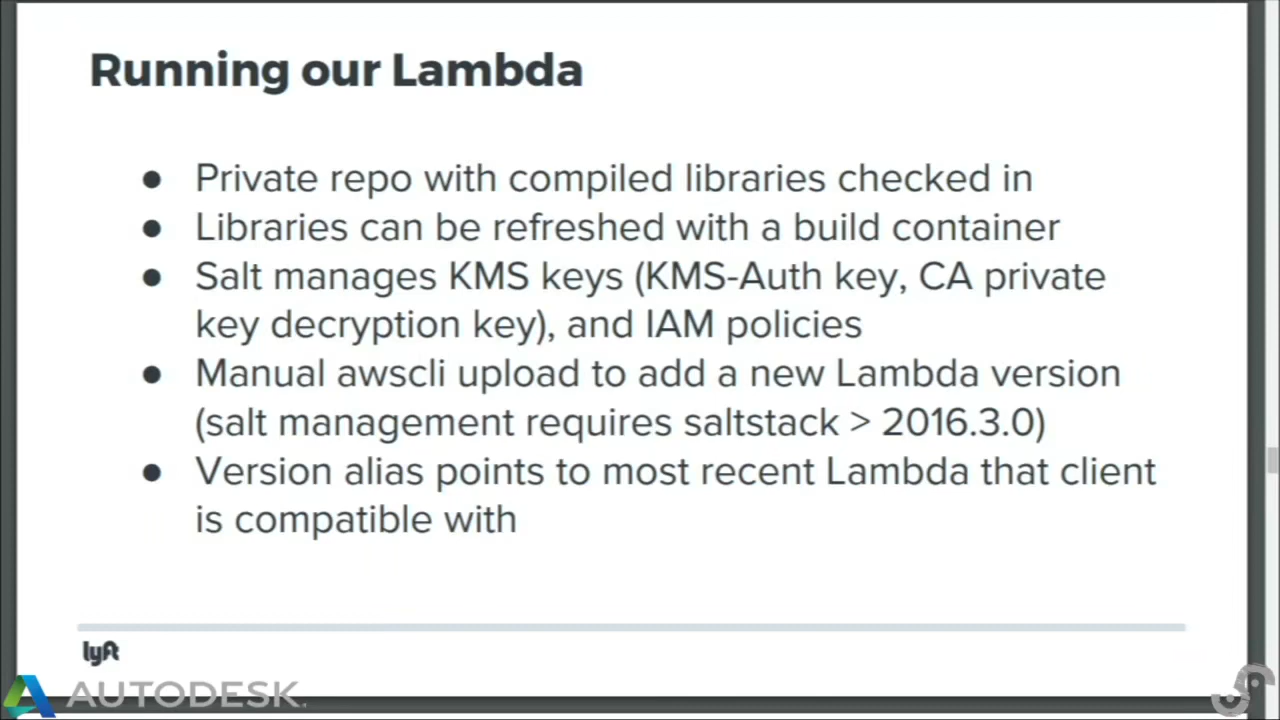 Running our Lambda
● Private repo with compiled libraries checked in
● Libraries can be refreshed with a build container
● Salt manages KMS keys (KMS-Auth key, CA private
key decryption key), and IAM policies
● Manual awscli upload to add a new Lambda version
(salt management requires saltstack > 2016.3.0)
● Version alias points to most recent Lambda that client
is compatible with
lyft
AUTODESK.